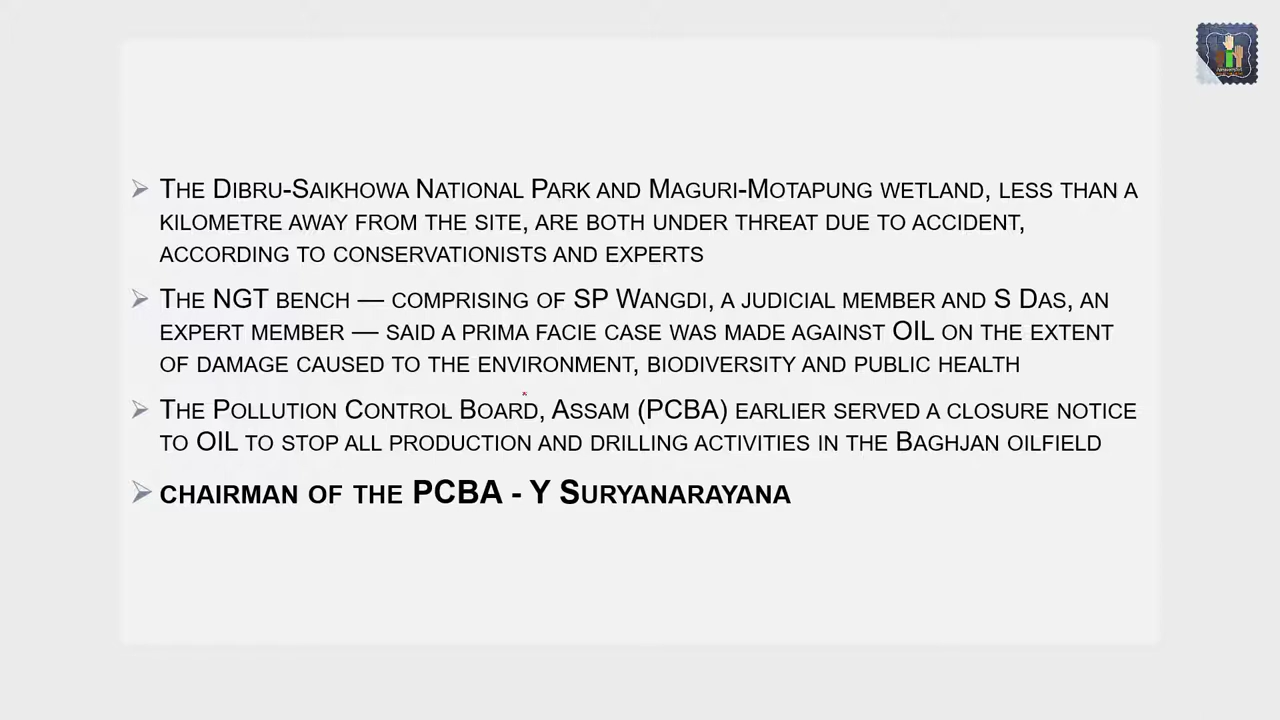 The Dibru-Saikhowa National Park and Maguri-Motapung wetland, less than a
kilometre away from the site, are both under threat due to accident,
according to conservationists and experts
The NGT bench — comprising of SP Wangdi, a judicial member and S Das, an
expert member — said a prima facie case was made against OIL on the extent
of damage caused to the environment, biodiversity and public health
The Pollution Control Board, Assam (PCBA) earlier served a closure notice
to OIL to stop all production and drilling activities in the Baghjan oilfield
chairman of the PCBA - Y Suryanarayana